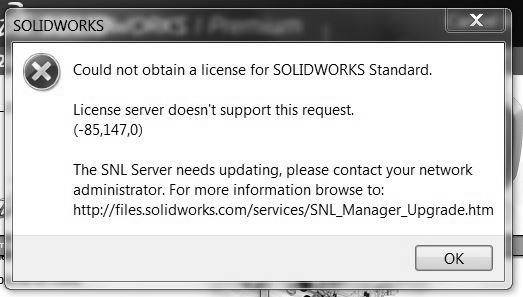 SOLIDWORKS
Could not obtain a license for SOLIDWORKS Standard.
License server doesn't support this request.
(-85,147,0)
The SNL Server needs updating, please contact your network
administrator. For more information browse to:
http://files.solidworks.com/services/SNL_Manager_Upgrade.htm
OK